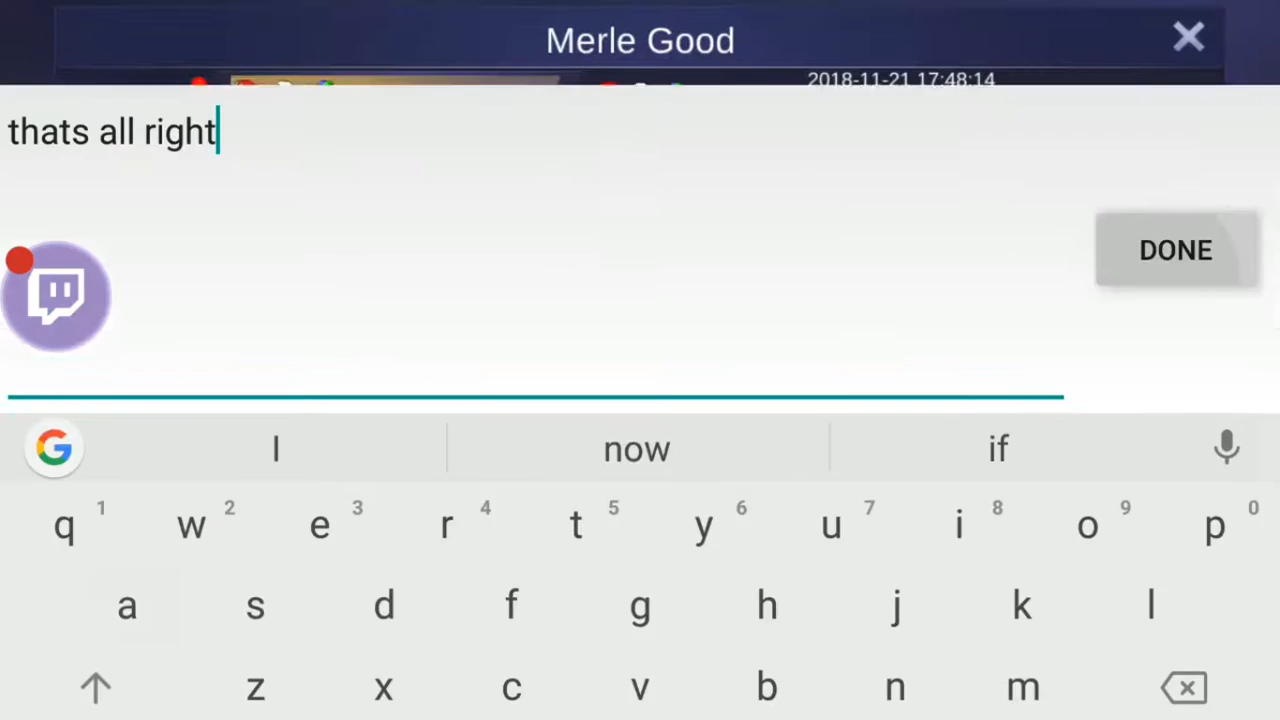 Merle Good
2018-11-21 17:48:14
thats all right
DONE
I now if
q 1 w 2 e 3 r 4 t 5 y 6 u 7 i 8 o 9 p 0
a s d f g h j k l
z x c v b n m